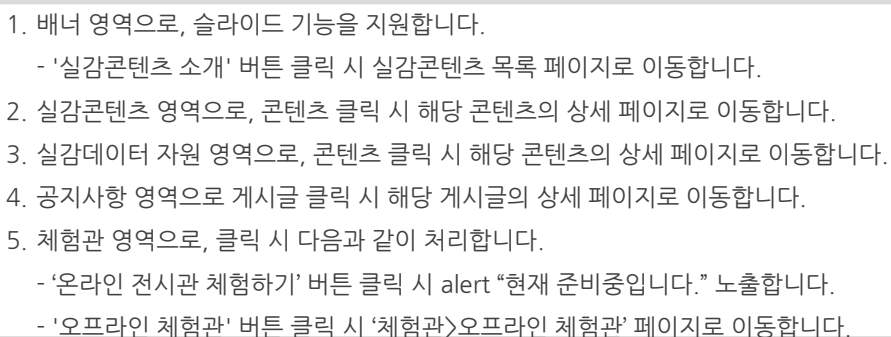 1. 배너 영역으로, 슬라이드 기능을 지원합니다.
- '실감콘텐츠 소개' 버튼 클릭 시 실감콘텐츠 목록 페이지로 이동합니다.
2. 실감콘텐츠 영역으로, 콘텐츠 클릭 시 해당 콘텐츠의 상세 페이지로 이동합니다.
3. 실감데이터 자원 영역으로, 콘텐츠 클릭 시 해당 콘텐츠의 상세 페이지로 이동합니다.
4. 공지사항 영역으로 게시글 클릭 시 해당 게시글의 상세 페이지로 이동합니다.
5. 체험관 영역으로, 클릭 시 다음과 같이 처리합니다.
- ‘온라인 전시관 체험하기’ 버튼 클릭 시 alert “현재 준비중입니다.” 노출합니다.
- '오프라인 체험관' 버튼 클릭 시 ‘체험관>오프라인 체험관’ 페이지로 이동합니다.